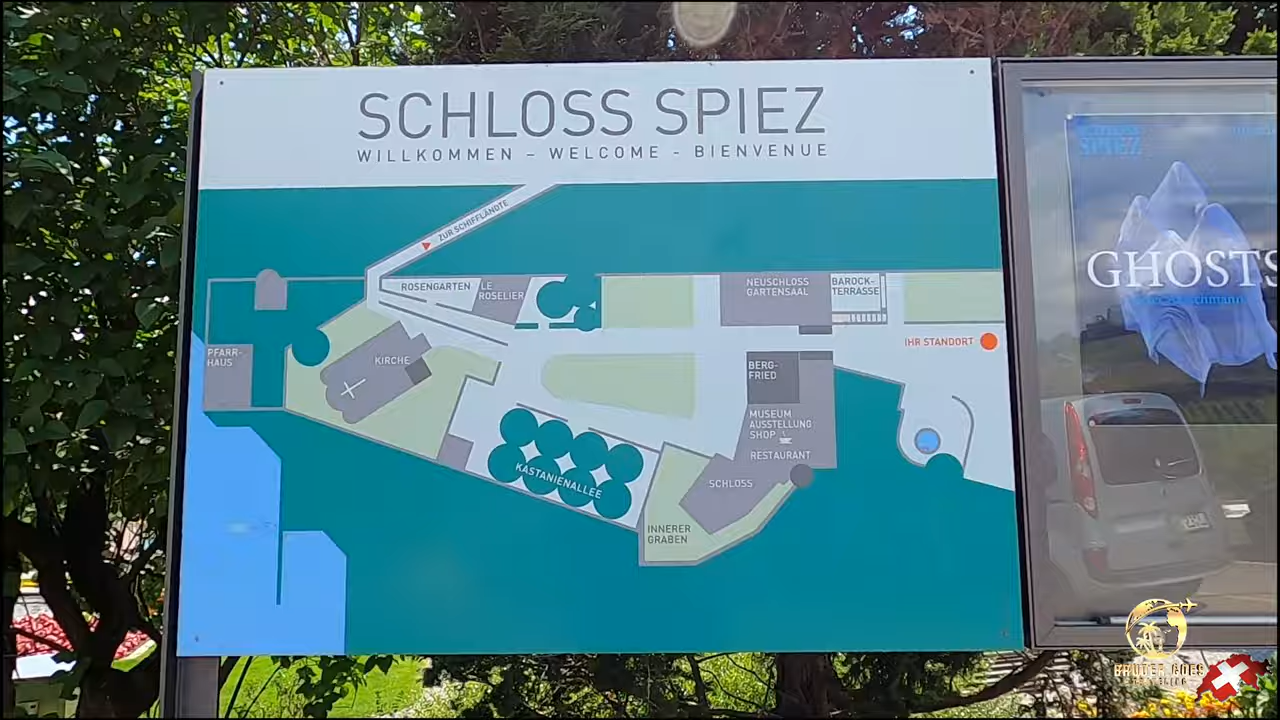 SCHLOSS SPIEZ
WILLKOMMEN – WELCOME - BIENVENUE
ZUR SCHIFFLÄNDTE
ROSENGARTEN
LE
ROSELIER
NEUSCHLOSS
GARTENSAAL
BAROCK-
TERRASSE
IHR STANDORT
PFARR-
HAUS
KIRCHE
BERG-
FRIED
MUSEUM
AUSSTELLUNG
SHOP
RESTAURANT
SCHLOSS
KASTANIENALLEE
INNERER
GRABEN
SPIEZ
GHOSTS